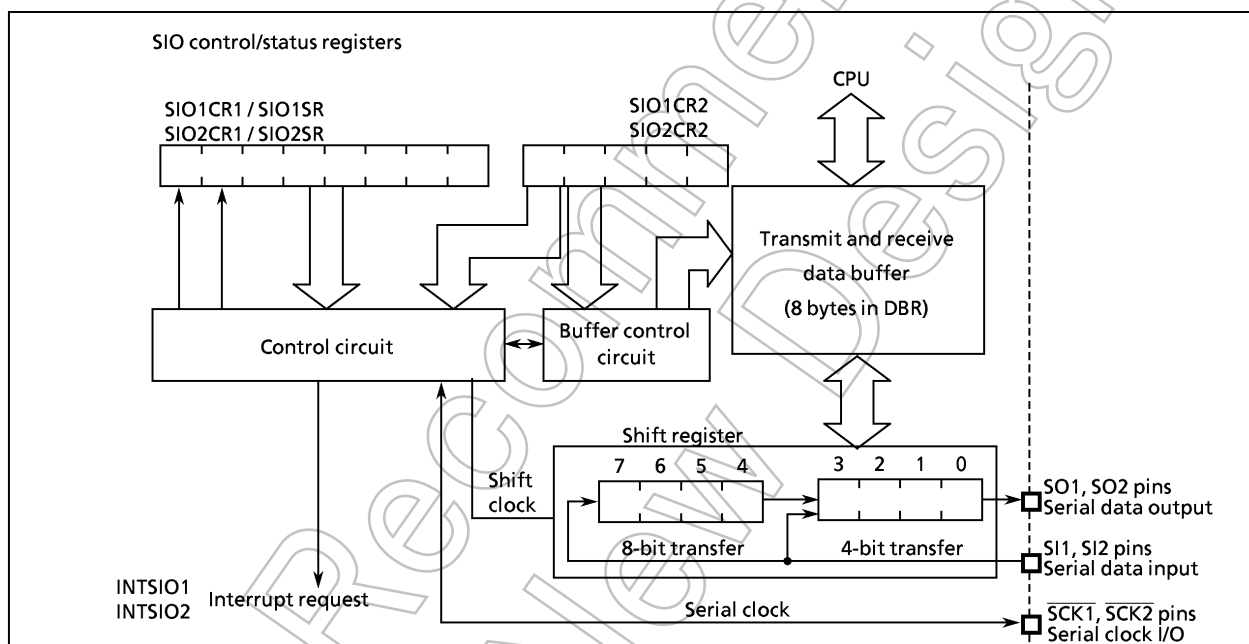 SIO control/status registers
CPU
SIO1CR1 / SIO1SR
SIO2CR1 / SIO2SR
SIO1CR2
SIO2CR2
Transmit and receive
data buffer
(8 bytes in DBR)
Control circuit
Buffer control
circuit
Shift register
7 6 5 4
3 2 1 0
Shift
clock
8-bit transfer
4-bit transfer
SO1, SO2 pins
Serial data output
SI1, SI2 pins
Serial data input
INTSIO1
INTSIO2
Interrupt request
Serial clock
S̅C̅K̅1̅, S̅C̅K̅2̅ pins
Serial clock I/O